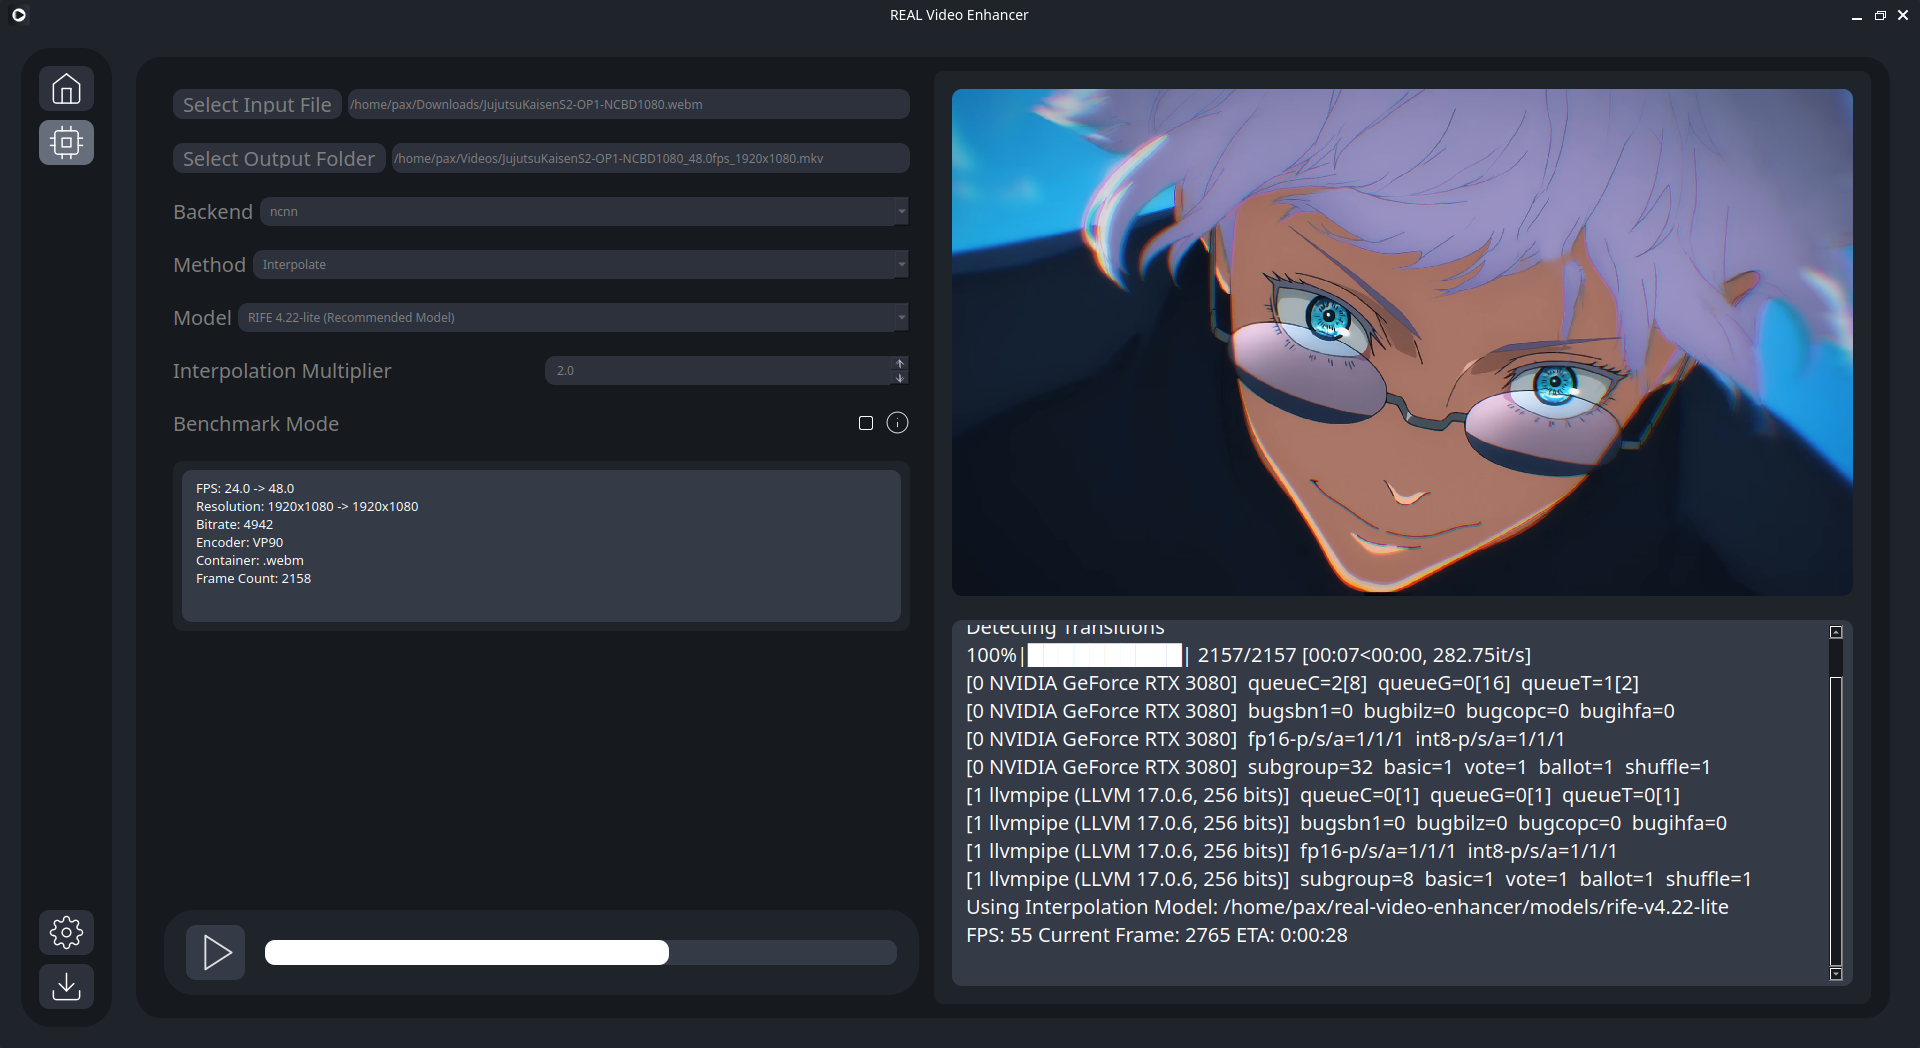 REAL Video Enhancer
Select Input File
/home/pax/Downloads/JujutsuKaisenS2-OP1-NCBD1080.webm
Select Output Folder
/home/pax/Videos/JujutsuKaisenS2-OP1-NCBD1080_48.0fps_1920x1080.mkv
Backend
ncnn
Method
Interpolate
Model
RIFE 4.22-lite (Recommended Model)
Interpolation Multiplier
2.0
Benchmark Mode
FPS: 24.0 -> 48.0
Resolution: 1920x1080 -> 1920x1080
Bitrate: 4942
Encoder: VP90
Container: .webm
Frame Count: 2158
Detecting Transitions
100%|██████████| 2157/2157 [00:07<00:00, 282.75it/s]
[0 NVIDIA GeForce RTX 3080] queueC=2[8] queueG=0[16] queueT=1[2]
[0 NVIDIA GeForce RTX 3080] bugsbn1=0 bugbilz=0 bugcopc=0 bugihfa=0
[0 NVIDIA GeForce RTX 3080] fp16-p/s/a=1/1/1 int8-p/s/a=1/1/1
[0 NVIDIA GeForce RTX 3080] subgroup=32 basic=1 vote=1 ballot=1 shuffle=1
[1 llvmpipe (LLVM 17.0.6, 256 bits)] queueC=0[1] queueG=0[1] queueT=0[1]
[1 llvmpipe (LLVM 17.0.6, 256 bits)] bugsbn1=0 bugbilz=0 bugcopc=0 bugihfa=0
[1 llvmpipe (LLVM 17.0.6, 256 bits)] fp16-p/s/a=1/1/1 int8-p/s/a=1/1/1
[1 llvmpipe (LLVM 17.0.6, 256 bits)] subgroup=8 basic=1 vote=1 ballot=1 shuffle=1
Using Interpolation Model: /home/pax/real-video-enhancer/models/rife-v4.22-lite
FPS: 55 Current Frame: 2765 ETA: 0:00:28